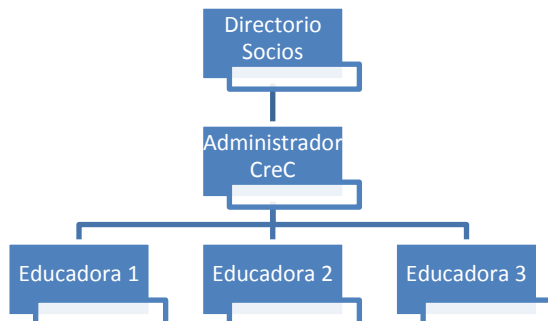 Directorio
Socios
Administrador
CreC
Educadora 1
Educadora 2
Educadora 3